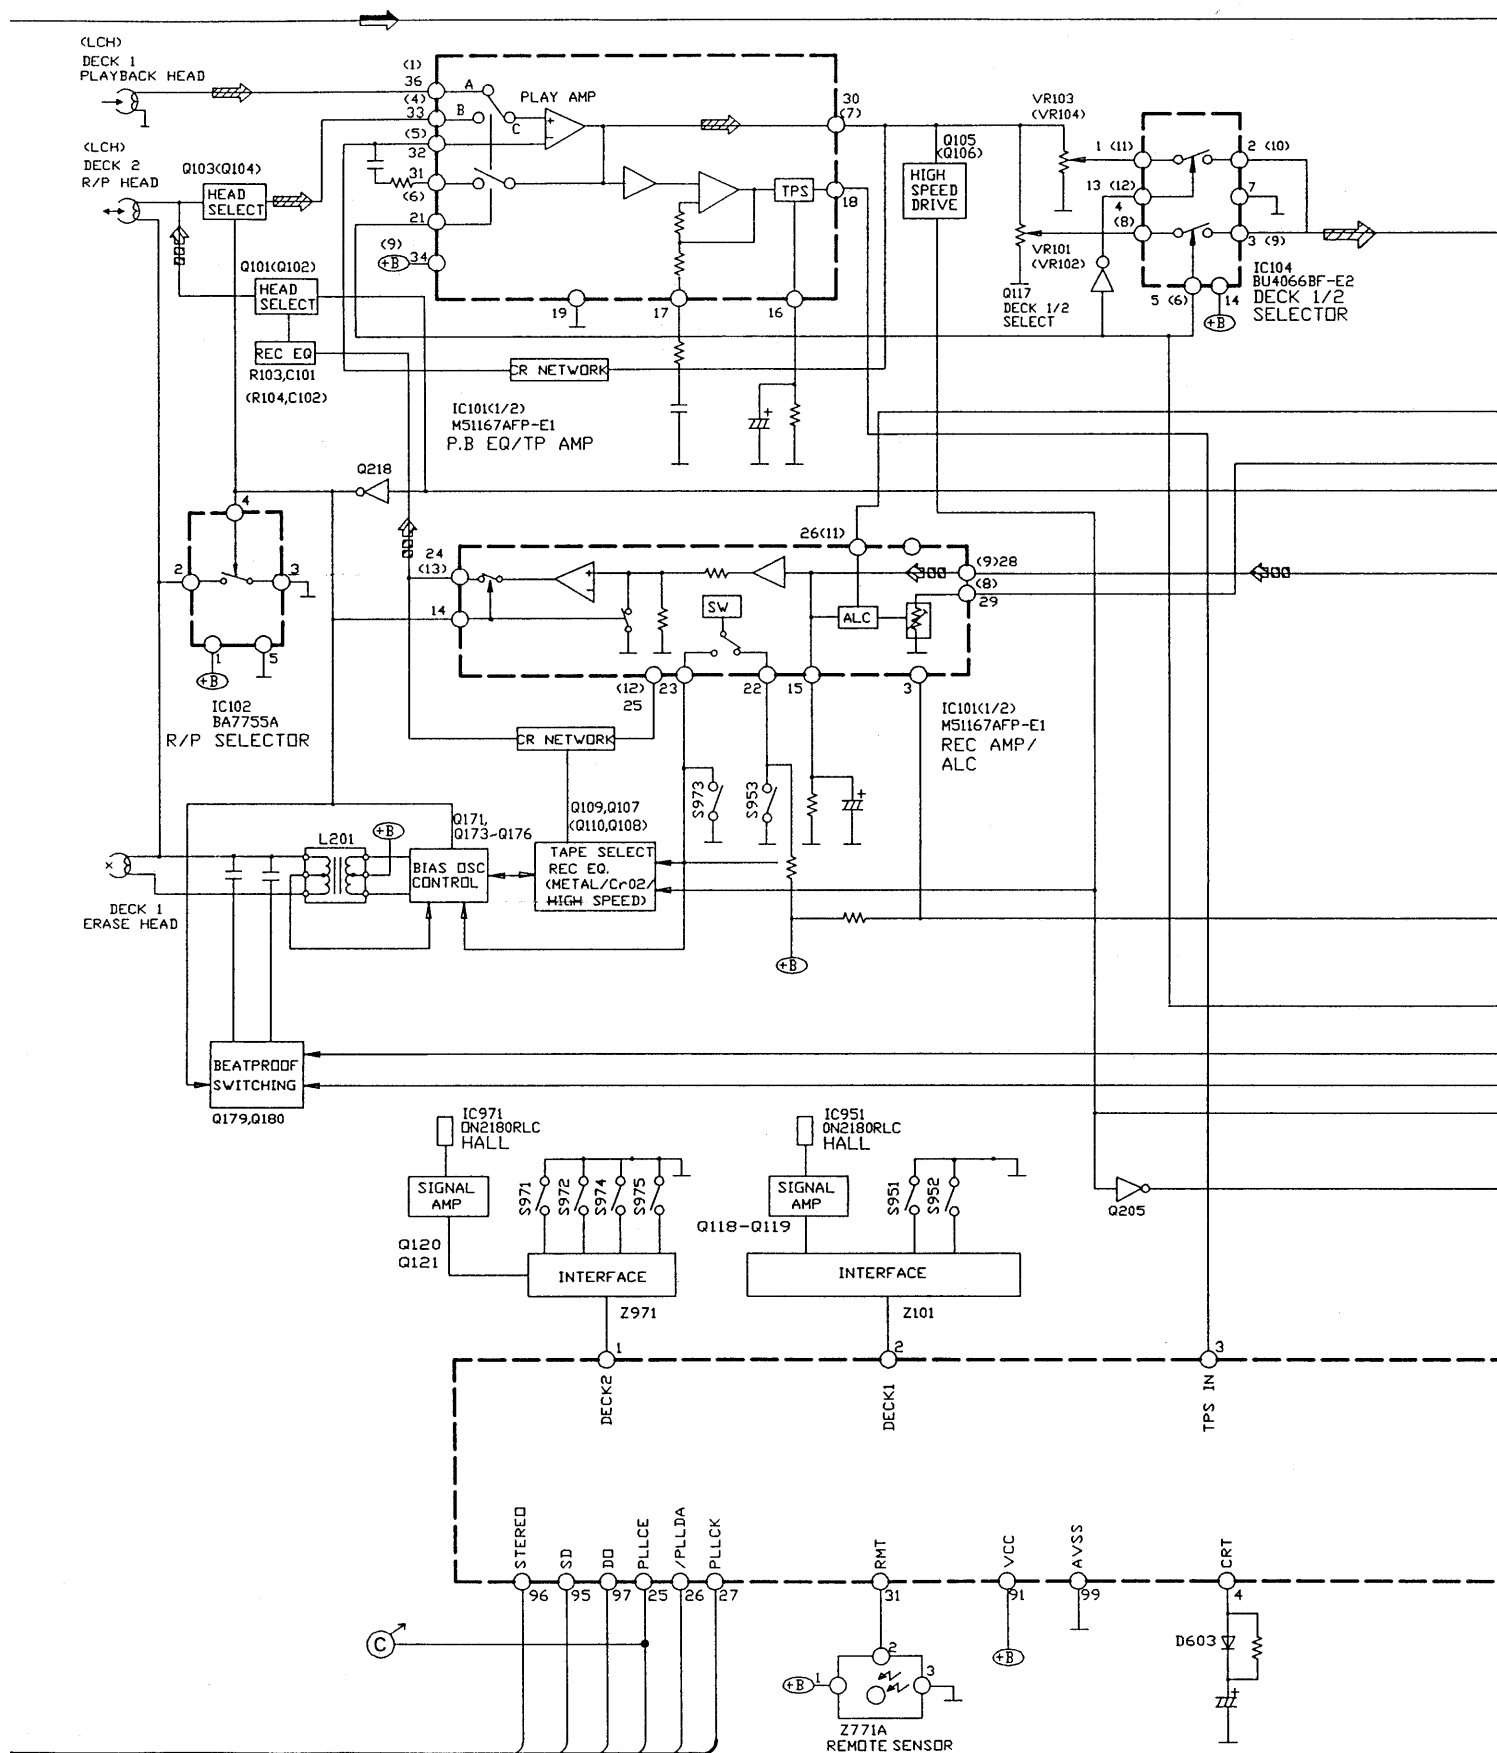 (LCH)
DECK 1
PLAYBACK HEAD
(1)
36
(4)
33
(5)
32
31
(6)
21
(9)
34
+B
A
B
C
PLAY AMP
TPS
30
(7)
18
19
17
16
(LCH)
DECK 2
R/P HEAD
Q103(Q104)
HEAD
SELECT
Q101(Q102)
HEAD
SELECT
REC EQ
R103,C101
(R104,C102)
CR NETWORK
IC101(1/2)
M51167AFP-E1
P.B EQ/TP AMP
Q105
(Q106)
HIGH
SPEED
DRIVE
VR103
(VR104)
VR101
(VR102)
Q117
DECK 1/2
SELECT
1 (11)
2 (10)
13 (12)
4
(8)
7
3 (9)
5 (6)
14
+B
IC104
BU4066BF-E2
DECK 1/2
SELECTOR
Q218
4
2
3
1
5
+B
IC102
BA7755A
R/P SELECTOR
24
(13)
14
26(11)
(9)28
(8)
29
SW
ALC
(12)
25
23
22
15
3
IC101(1/2)
M51167AFP-E1
REC AMP/
ALC
CR NETWORK
S973
S953
Q109,Q107
(Q110,Q108)
Q171,
Q173-Q176
L201
+B
BIAS OSC
CONTROL
TAPE SELECT
REC EQ.
(METAL/CrO2/
HIGH SPEED)
+B
DECK 1
ERASE HEAD
BEATPROOF
SWITCHING
Q179,Q180
IC971
ON2180RLC
HALL
SIGNAL
AMP
Q120
Q121
S971
S972
S974
S975
INTERFACE
Z971
IC951
ON2180RLC
HALL
SIGNAL
AMP
Q118-Q119
S951
S952
INTERFACE
Z101
Q205
1
2
3
DECK2
DECK1
TPS IN
STEREO
SD
DO
PLLCE
/PLLDA
PLLCK
RMT
VCC
AVSS
CRT
96
95
97
25
26
27
31
91
99
4
C
+B
1
2
3
Z771A
REMOTE SENSOR
+B
D603